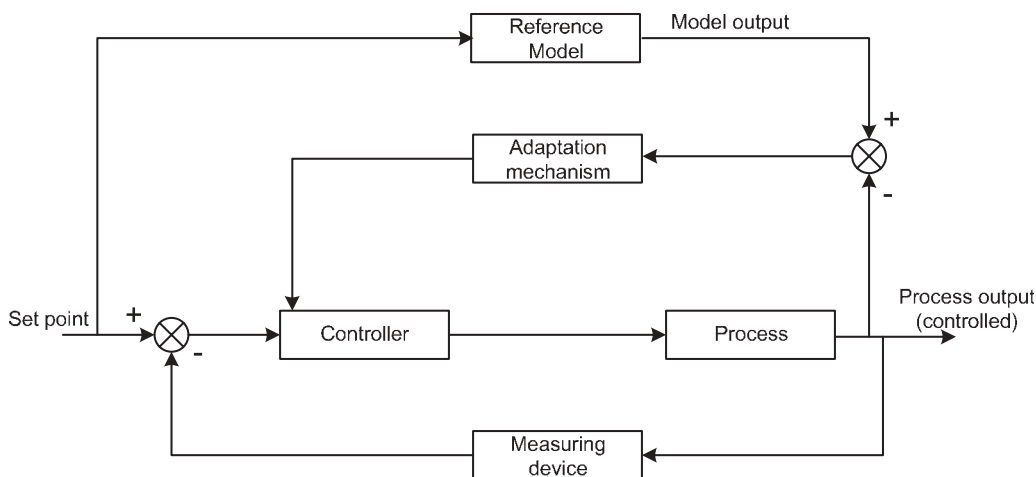 Reference
Model
Model output
+
Adaptation
mechanism
-
Set point
+
-
Controller
Process
Process output
(controlled)
Measuring
device